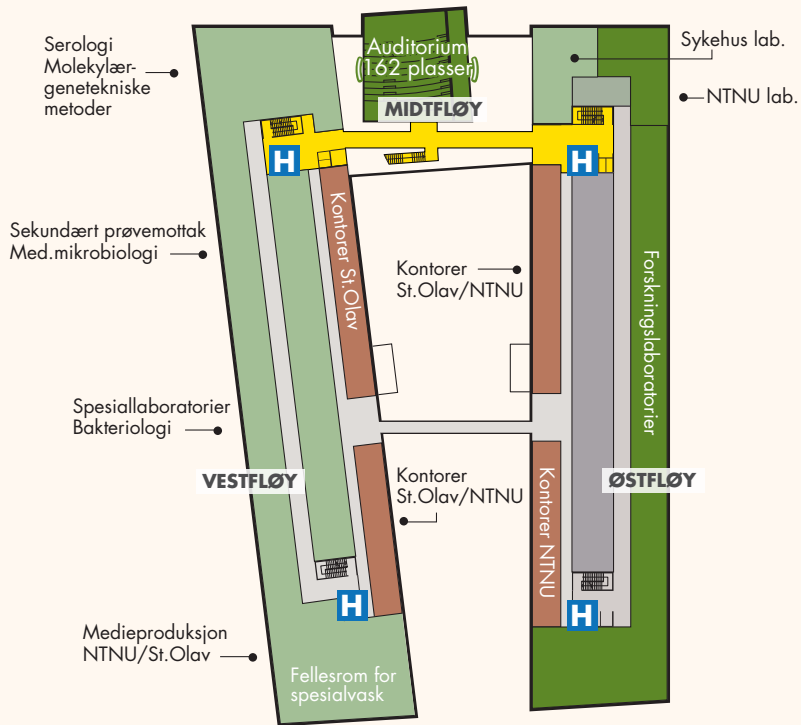 Serologi
Molekylær-
genetekniske
metoder
Auditorium
(162 plasser)
MIDTFLØY
Sykehus lab.
NTNU lab.
H
H
Sekundært prøvemottak
Med.mikrobiologi
Kontorer St.Olav
Kontorer
St.Olav/NTNU
Forskningslaboratorier
Spesiallaboratorier
Bakteriologi
VESTFLØY
Kontorer
St.Olav/NTNU
Kontorer NTNU
ØSTFLØY
H
H
Medieproduksjon
NTNU/St.Olav
Fellesrom for
spesialvask